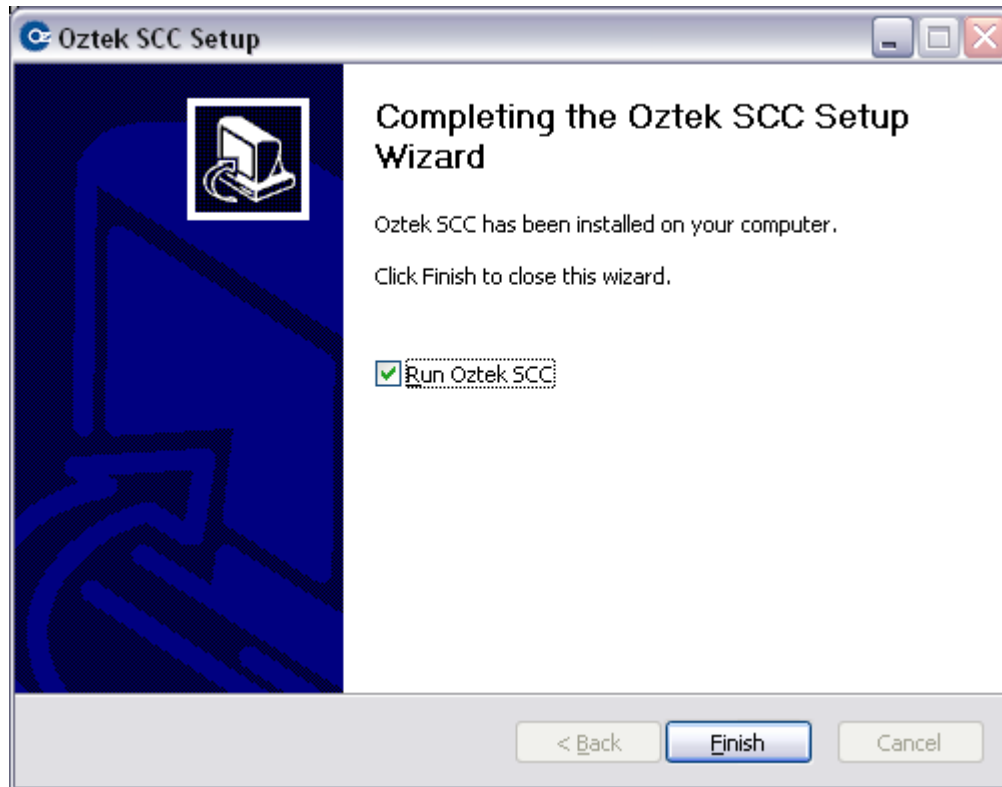 Oztek SCC Setup
Completing the Oztek SCC Setup
Wizard
Oztek SCC has been installed on your computer.
Click Finish to close this wizard.
Run Oztek SCC
< Back
Finish
Cancel